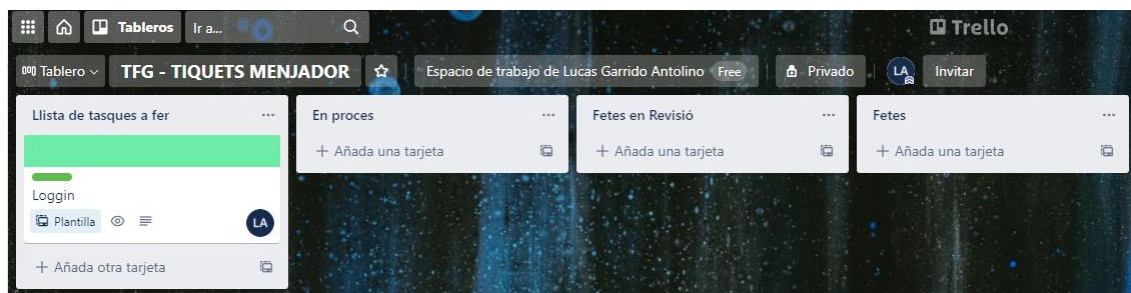 Tableros Ir a... Trello
Tablero TFG - TIQUETS MENJADOR Espacio de trabajo de Lucas Garrido Antolino Free Privado LA Invitar
Llista de tasques a fer
Loggin
Plantilla LA
+ Añada otra tarjeta
En proces
+ Añada una tarjeta
Fetes en Revisió
+ Añada una tarjeta
Fetes
+ Añada una tarjeta